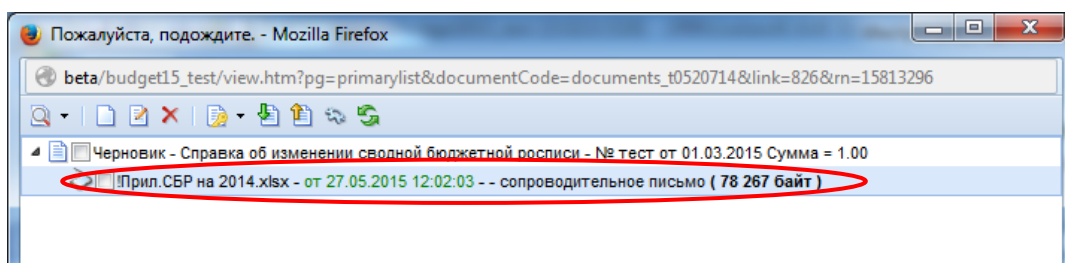 Пожалуйста, подождите. - Mozilla Firefox
beta/budget15_test/view.htm?pg=primarylist&documentCode=documents_t0520714&link=826&rn=15813296
Черновик - Справка об изменении сводной бюджетной росписи - № тест от 01.03.2015 Сумма = 1.00
!Прил.СБР на 2014.xlsx - от 27.05.2015 12:02:03 - - сопроводительное письмо ( 78 267 байт )